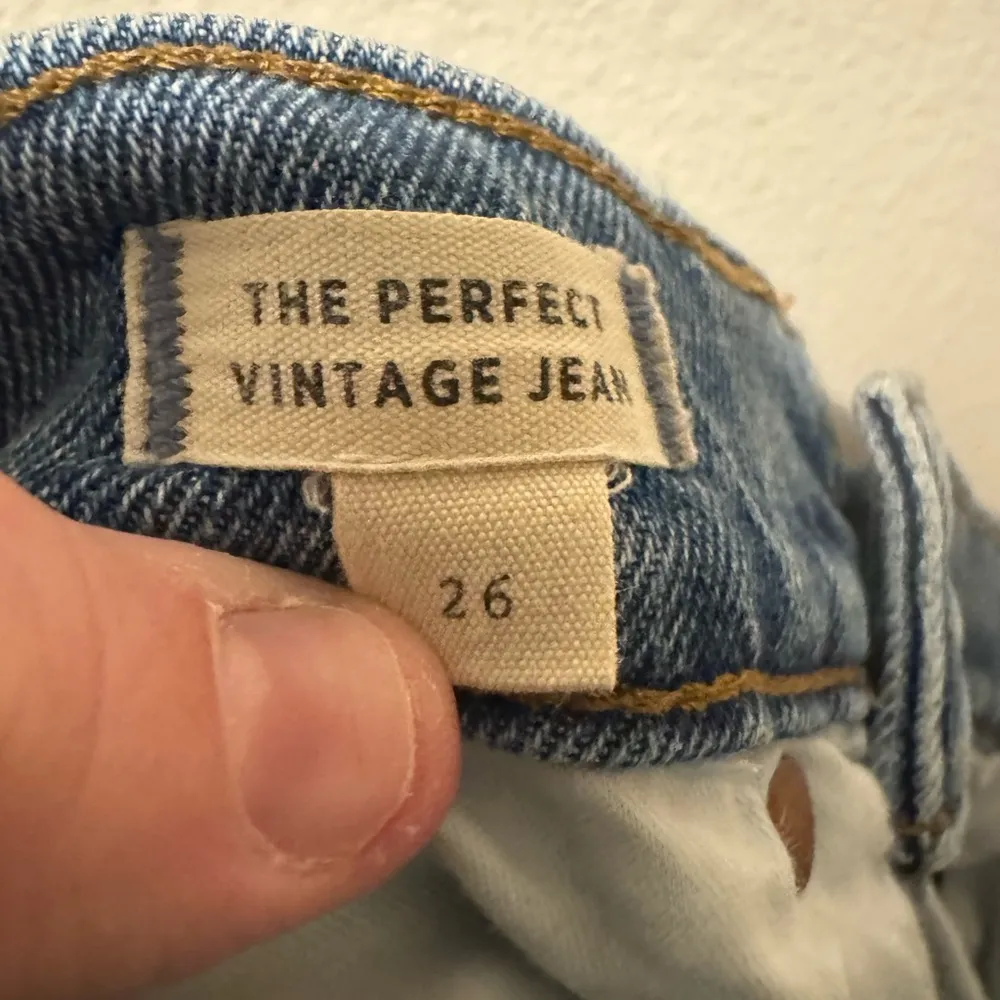 THE PERFECT
VINTAGE JEAN
26